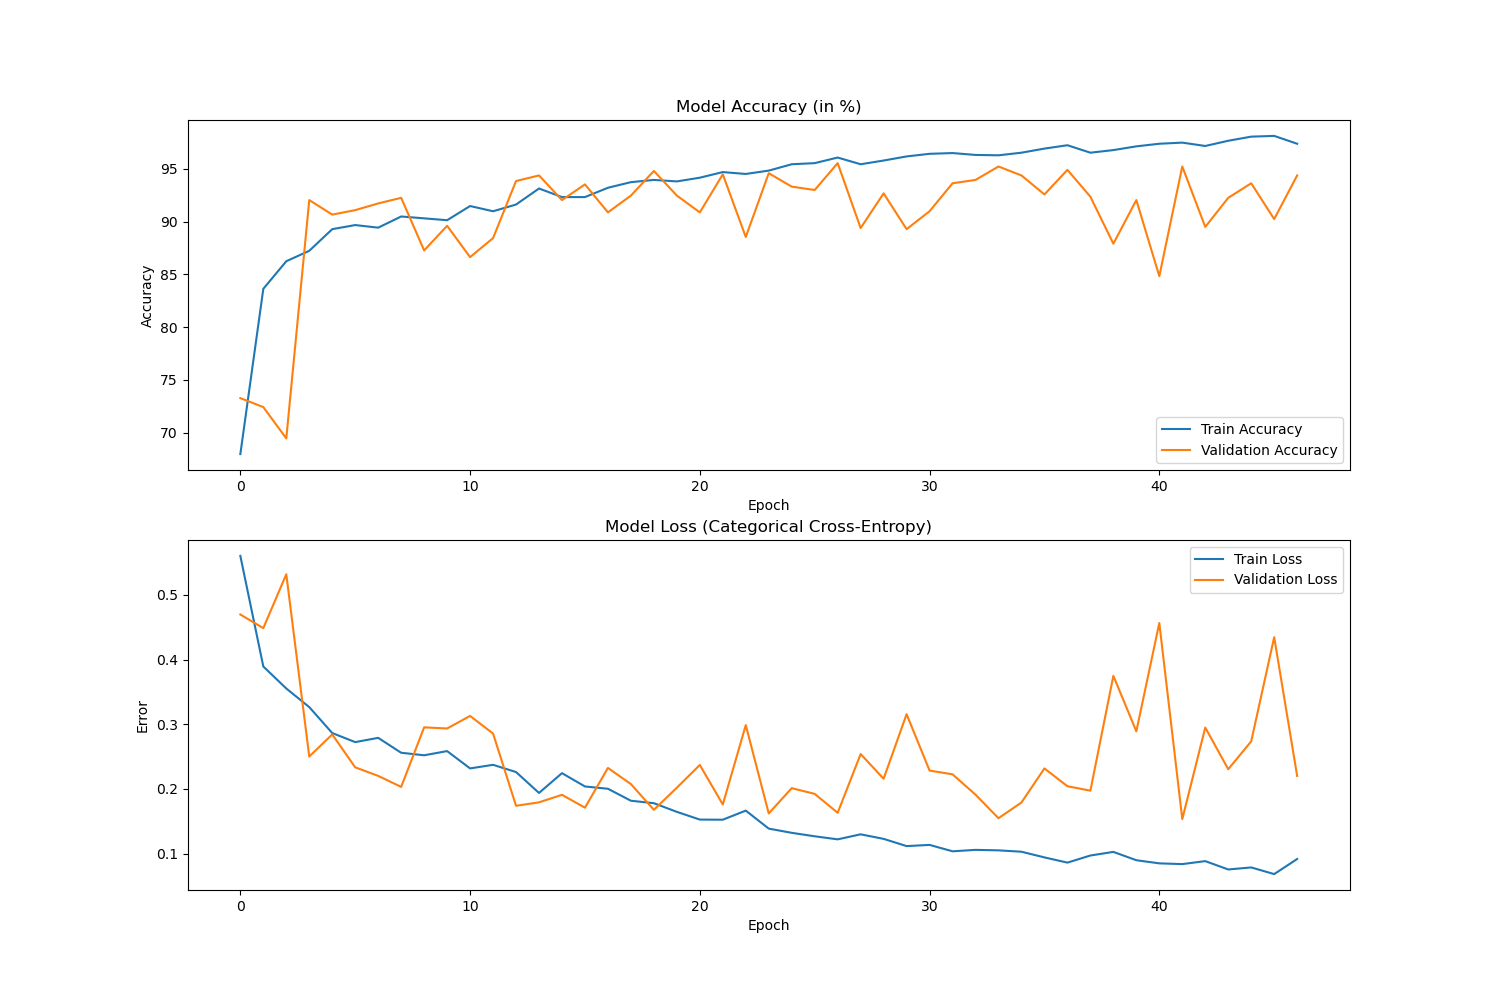 Model Accuracy (in %)
Accuracy
95
90
85
80
75
70
Train Accuracy
Validation Accuracy
0 10 20 30 40
Epoch
Model Loss (Categorical Cross-Entropy)
Error
0.5
0.4
0.3
0.2
0.1
Train Loss
Validation Loss
0 10 20 30 40
Epoch